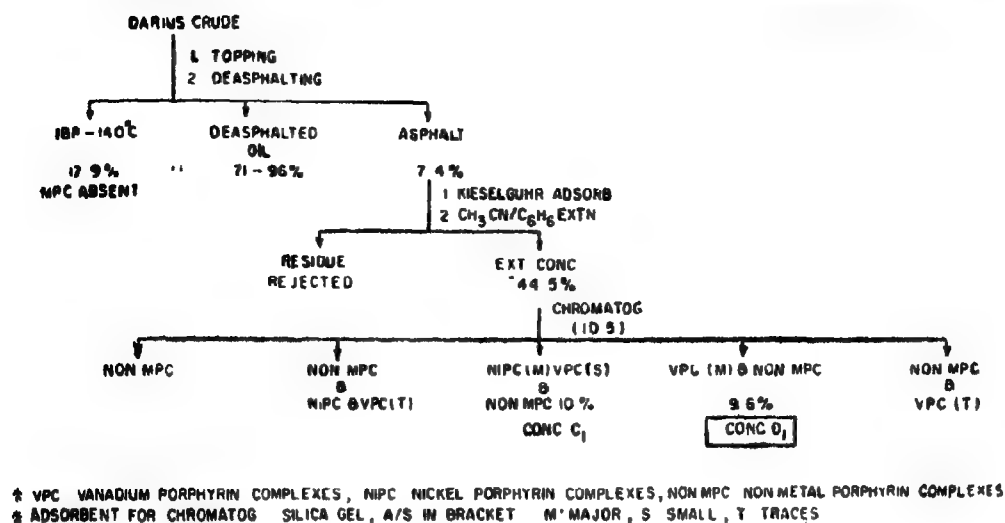 DARIUS CRUDE
1. TOPPING
2 DEASPHALTING
IBP-140°C DEASPHALTED ASPHALT
OIL
17 9% 71-96% 7 4%
MPC ABSENT
1 KIESELGUHR ADSORB
2 CH3CN/C6H6 EXTN
RESIDUE EXT CONC
REJECTED 44 5%
CHROMATOG
(10 5)
NON MPC NON MPC NIPC(M)VPC(S) VPC (M) & NON MPC NON MPC
& & &
NiPC &VPC(T) NON MPC 10 % 9.6% VPC (T)
CONC C1 CONC D1
* VPC VANADIUM PORPHYRIN COMPLEXES, NIPC NICKEL PORPHYRIN COMPLEXES, NON MPC NON METAL PORPHYRIN COMPLEXES
* ADSORBENT FOR CHROMATOG SILICA GEL, A/S IN BRACKET M' MAJOR, S SMALL, T TRACES